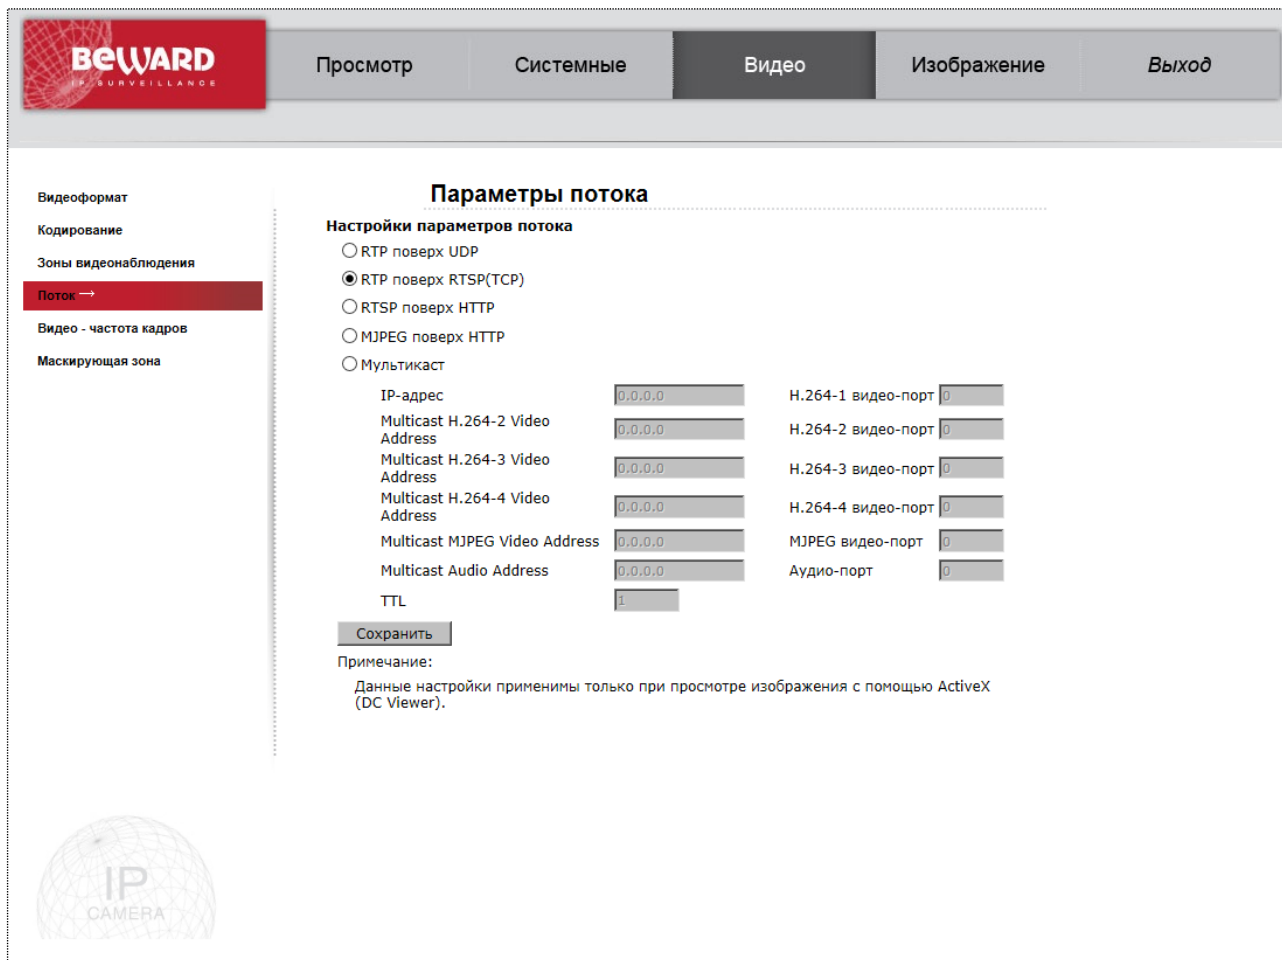 BEWARD
IP SURVEILLANCE
Просмотр
Системные
Видео
Изображение
Выход
Видеоформат
Кодирование
Зоны видеонаблюдения
Поток →
Видео - частота кадров
Маскирующая зона
Параметры потока
Настройки параметров потока
RTP поверх UDP
RTP поверх RTSP(TCP)
RTSP поверх HTTP
MJPEG поверх HTTP
Мультикаст
IP-адрес 0.0.0.0 H.264-1 видео-порт 0
Multicast H.264-2 Video
Address 0.0.0.0 H.264-2 видео-порт 0
Multicast H.264-3 Video
Address 0.0.0.0 H.264-3 видео-порт 0
Multicast H.264-4 Video
Address 0.0.0.0 H.264-4 видео-порт 0
Multicast MJPEG Video Address 0.0.0.0 MJPEG видео-порт 0
Multicast Audio Address 0.0.0.0 Аудио-порт 0
TTL 1
Сохранить
Примечание:
Данные настройки применимы только при просмотре изображения с помощью ActiveX
(DC Viewer).
IP
CAMERA